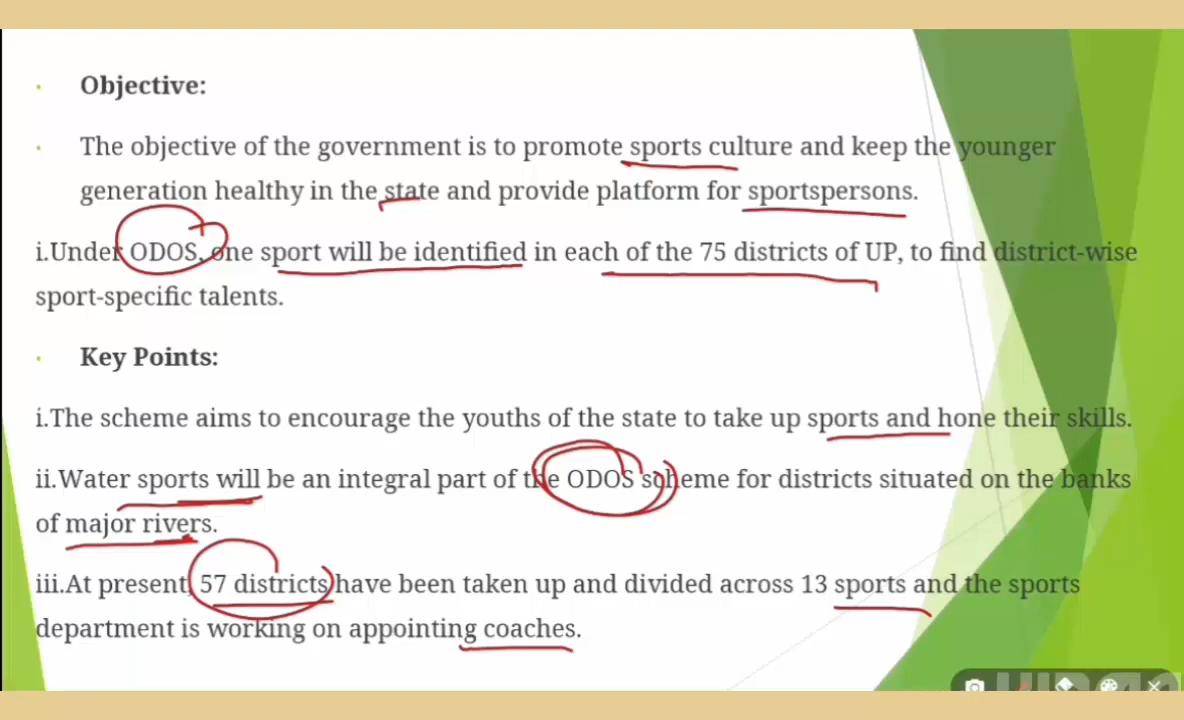 Objective:
The objective of the government is to promote sports culture and keep the younger
generation healthy in the state and provide platform for sportspersons.
i.Under ODOS, one sport will be identified in each of the 75 districts of UP, to find district-wise
sport-specific talents.
Key Points:
i.The scheme aims to encourage the youths of the state to take up sports and hone their skills.
ii.Water sports will be an integral part of the ODOS scheme for districts situated on the banks
of major rivers.
iii.At present, 57 districts have been taken up and divided across 13 sports and the sports
department is working on appointing coaches.